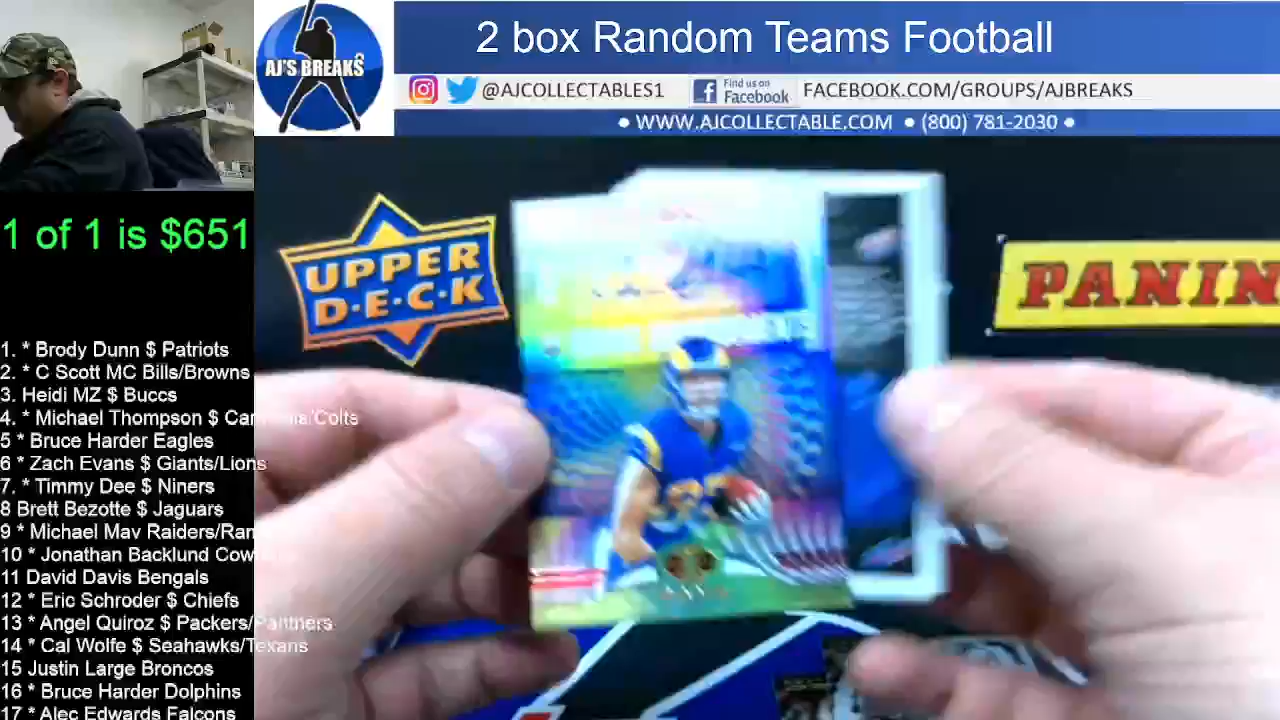 2 box Random Teams Football
AJ'S BREAKS
@AJCOLLECTABLES1
Find us on
Facebook
FACEBOOK.COM/GROUPS/AJBREAKS
● WWW.AJCOLLECTABLE.COM ● (800) 781-2030 ●
1 of 1 is $651
UPPER
D·E·C·K
PANIN
1. * Brody Dunn $ Patriots
2. * C Scott MC Bills/Browns
3. Heidi MZ $ Buccs
4. * Michael Thompson $
5 * Bruce Harder Eagles
6 * Zach Evans $ Giants/Lions
7. * Timmy Dee $ Niners
8 Brett Bezotte $ Jaguars
9 * Michael Mav Raiders/
10 * Jonathan Backlund
11 David Davis Bengals
12 * Eric Schroder $ Chiefs
13 * Angel Quiroz $ Packers/Panthers
14 * Cal Wolfe $ Seahawks/Texans
15 Justin Large Broncos
16 * Bruce Harder Dolphins
17 * Alec Edwards Falcons